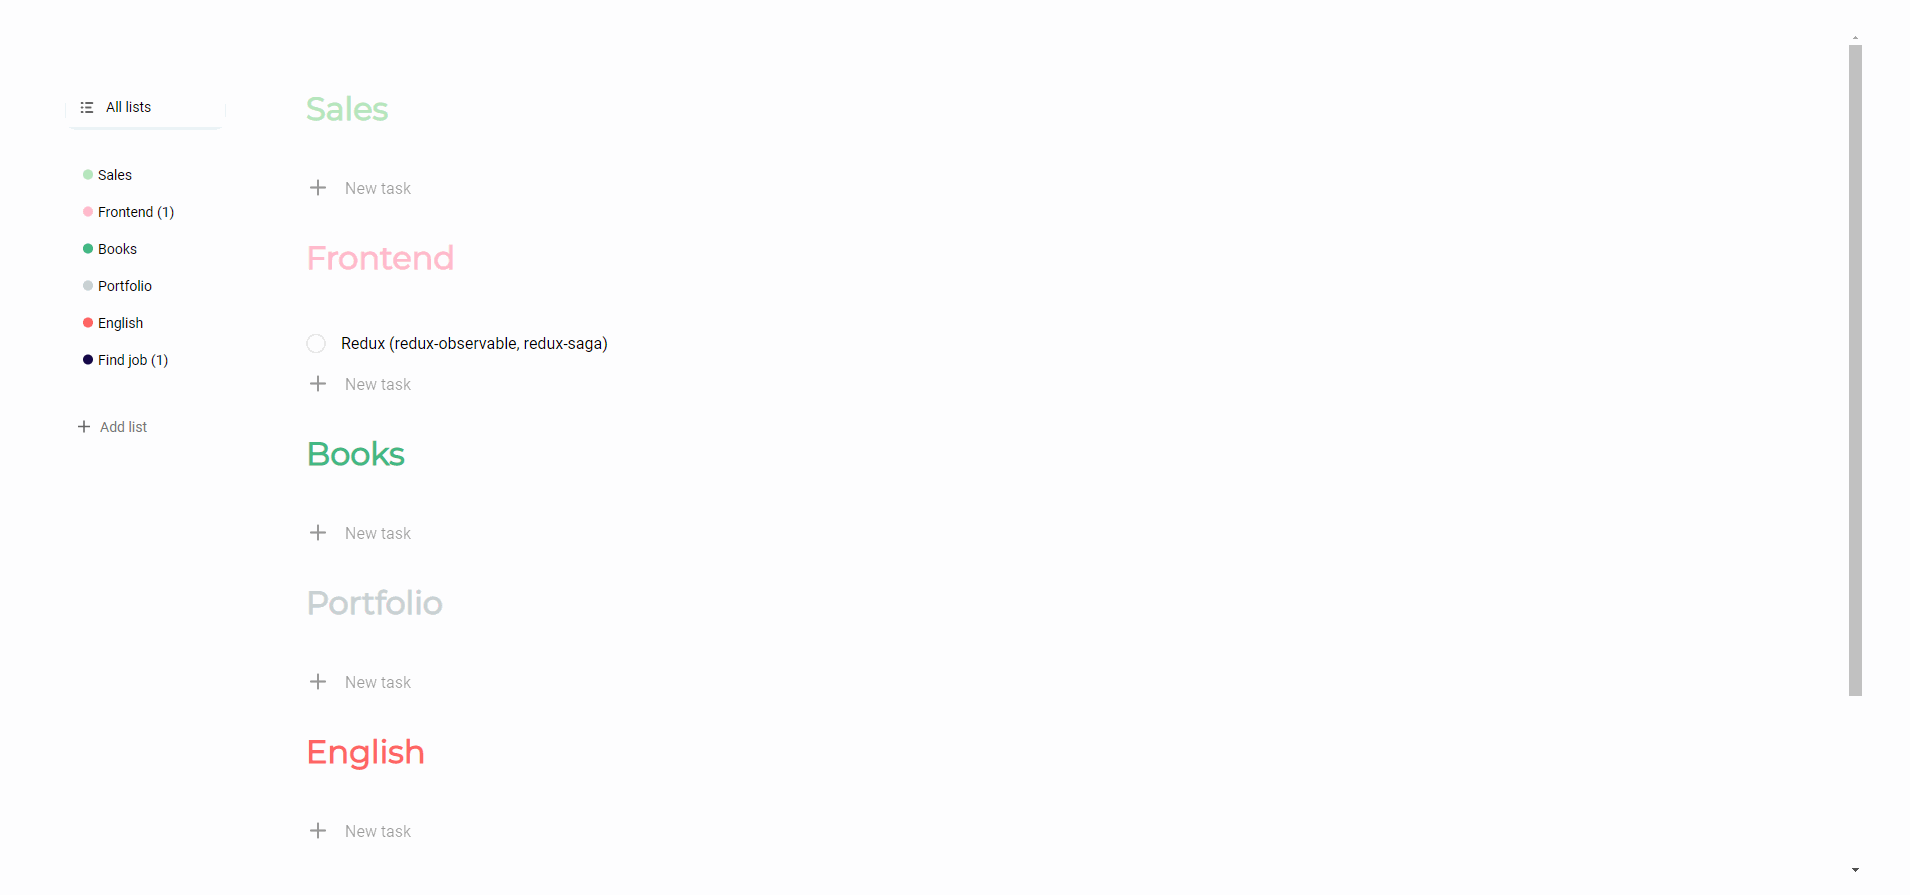 All lists
Sales
Frontend (1)
Books
Portfolio
English
Find job (1)
Add list
Sales
New task
Frontend
Redux (redux-observable, redux-saga)
New task
Books
New task
Portfolio
New task
English
New task